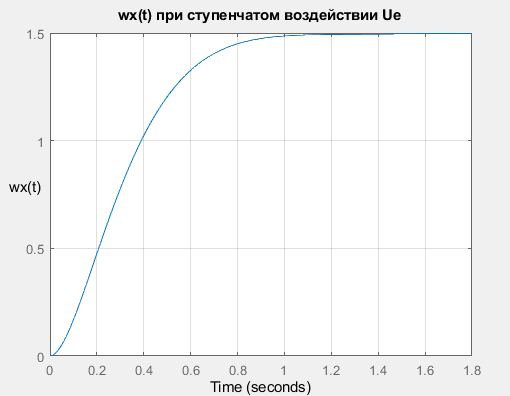 wx(t) при ступенчатом воздействии Ue
1.5
1
wx(t)
0.5
0
0 0.2 0.4 0.6 0.8 1 1.2 1.4 1.6 1.8
Time (seconds)